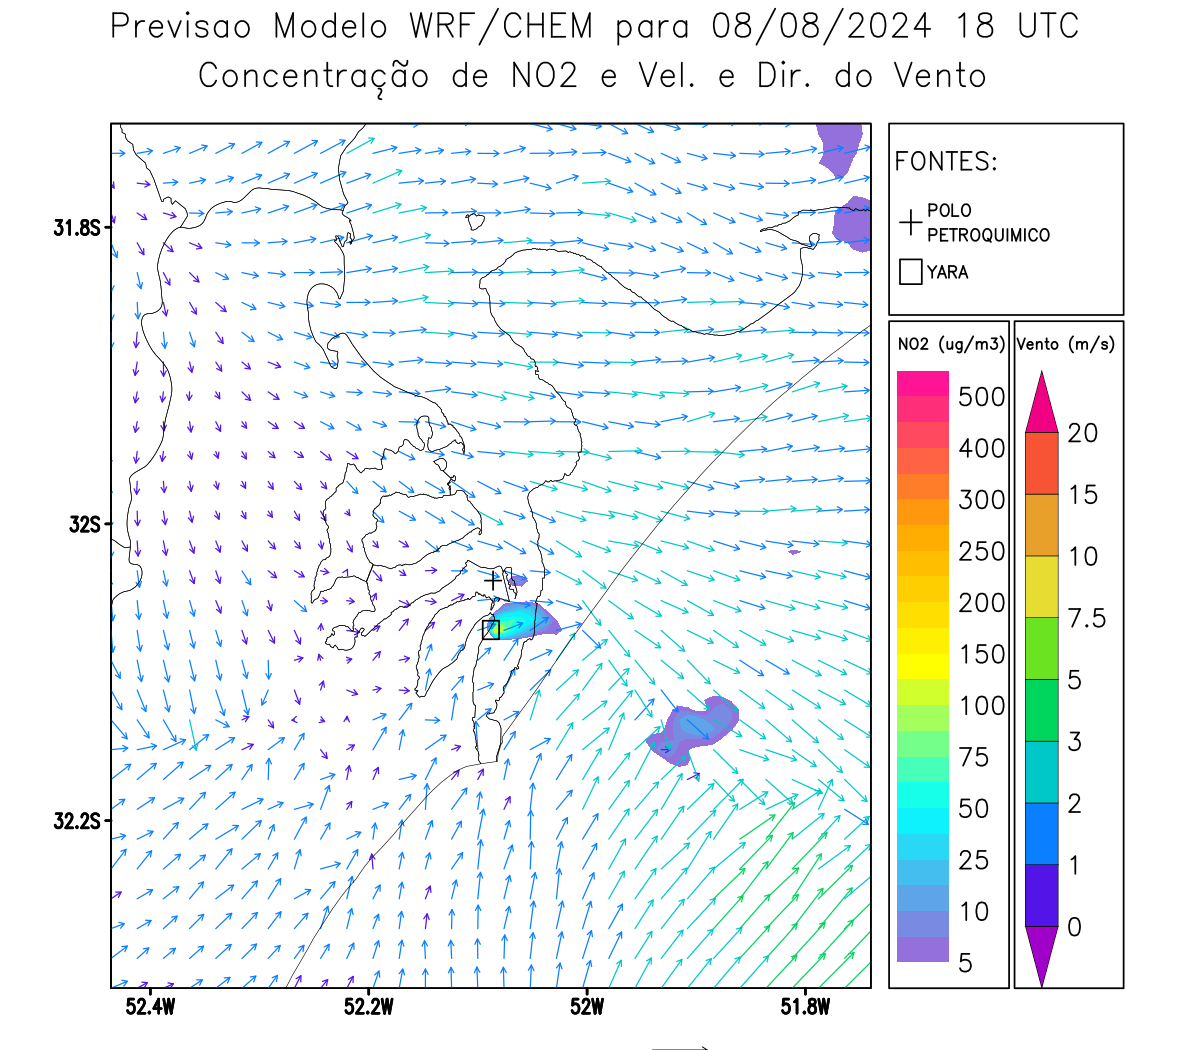 Previsao Modelo WRF/CHEM para 08/08/2024 18 UTC
Concentração de NO2 e Vel. e Dir. do Vento
FONTES:
POLO
PETROQUIMICO
YARA
NO2 (ug/m3)
500
400
300
250
200
150
100
75
50
25
10
5
Vento (m/s)
20
15
10
7.5
5
3
2
1
0
31.8S
32S
32.2S
52.4W
52.2W
52W
51.8W